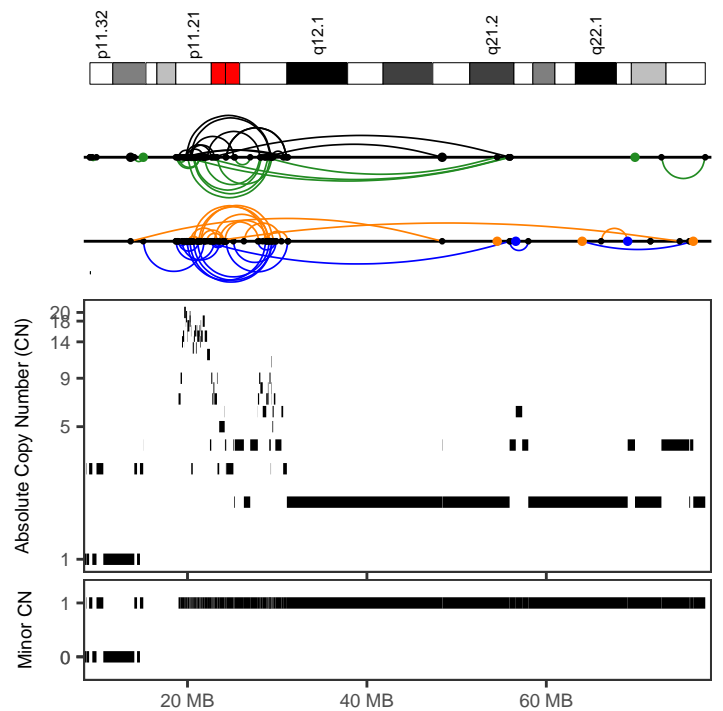 p11.32
p11.21
q12.1
q21.2
q22.1
Absolute Copy Number (CN)
20
18
14
9
5
1
Minor CN
1
0
20 MB
40 MB
60 MB